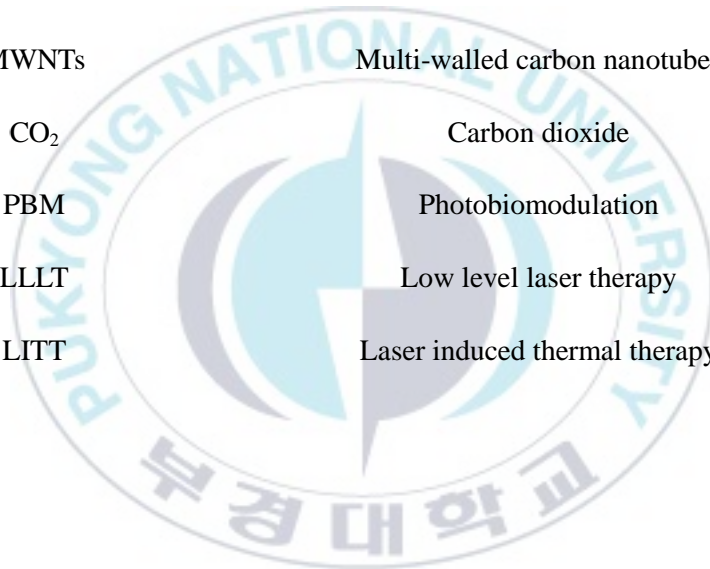 MWNTs Multi-walled carbon nanotube
CO₂ Carbon dioxide
PBM Photobiomodulation
LLLT Low level laser therapy
LITT Laser induced thermal therapy
PUKYONG NATIONAL UNIVERSITY
부경대학교